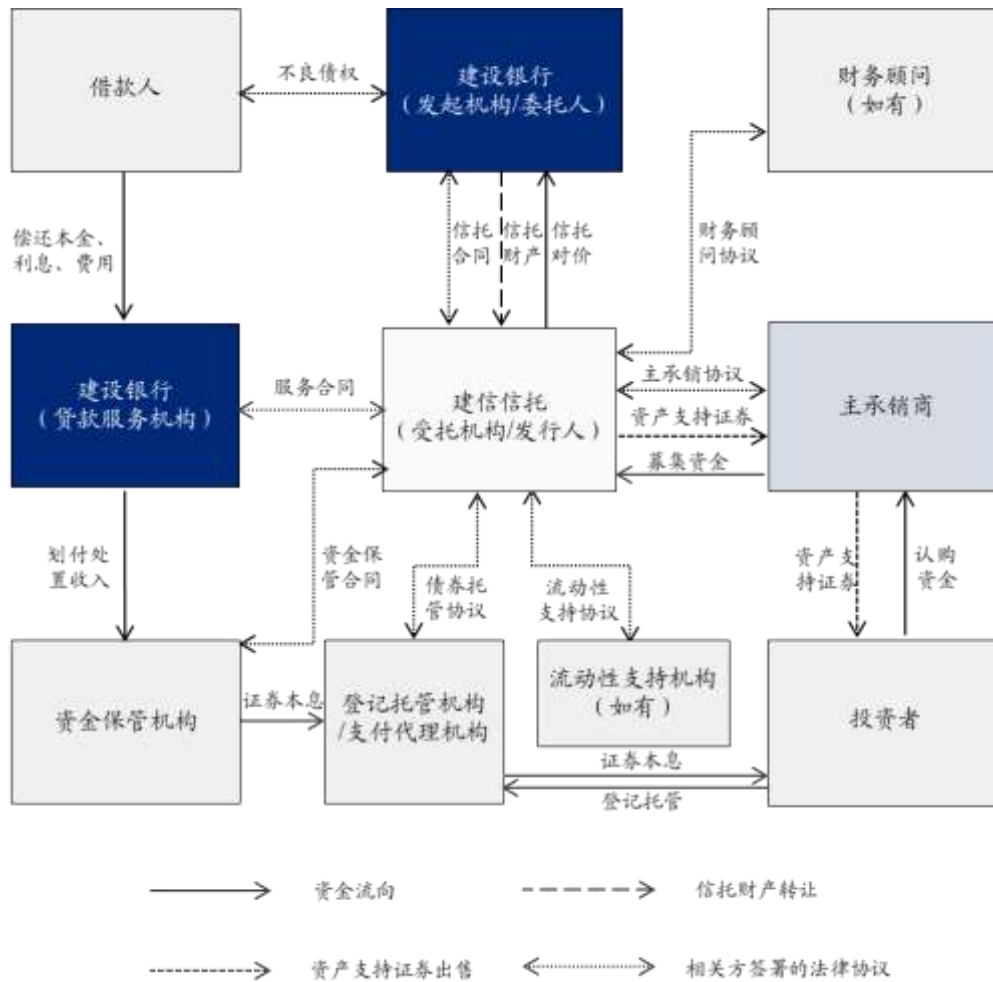 借款人
不良债权
建设银行
（发起机构/委托人）
财务顾问
（如有）
偿还本金、
利息、费用
信托
合同
信托
财产
信托
对价
财务顾
问协议
建设银行
（贷款服务机构）
服务合同
建信信托
（受托机构/发行人）
主承销协议
资产支持证券
募集资金
主承销商
划付处
置收入
资金保
管合同
债券托
管协议
流动性
支持协议
资产支
持证券
认购
资金
资金保管机构
证券本息
登记托管机构
/支付代理机构
流动性支持机构
（如有）
投资者
证券本息
登记托管
资金流向
信托财产转让
资产支持证券出售
相关方签署的法律协议